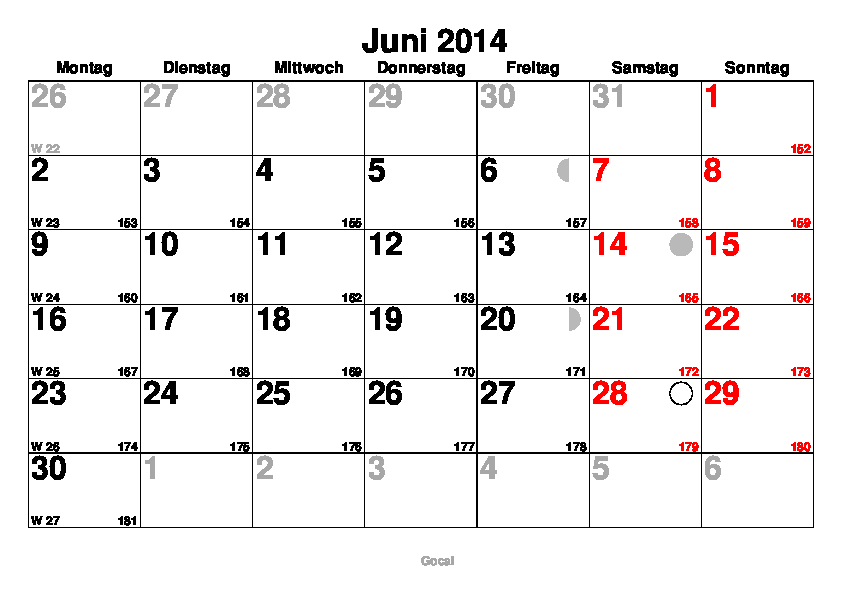 Juni 2014
Montag Dienstag Mittwoch Donnerstag Freitag Samstag Sonntag
26 27 28 29 30 31 1
W 22 152
2 3 4 5 6 7 8
W 23 153 154 155 156 157 158 159
9 10 11 12 13 14 15
W 24 160 161 162 163 164 165 166
16 17 18 19 20 21 22
W 25 167 168 169 170 171 172 173
23 24 25 26 27 28 29
W 26 174 175 176 177 178 179 180
30 1 2 3 4 5 6
W 27 181
Gocal